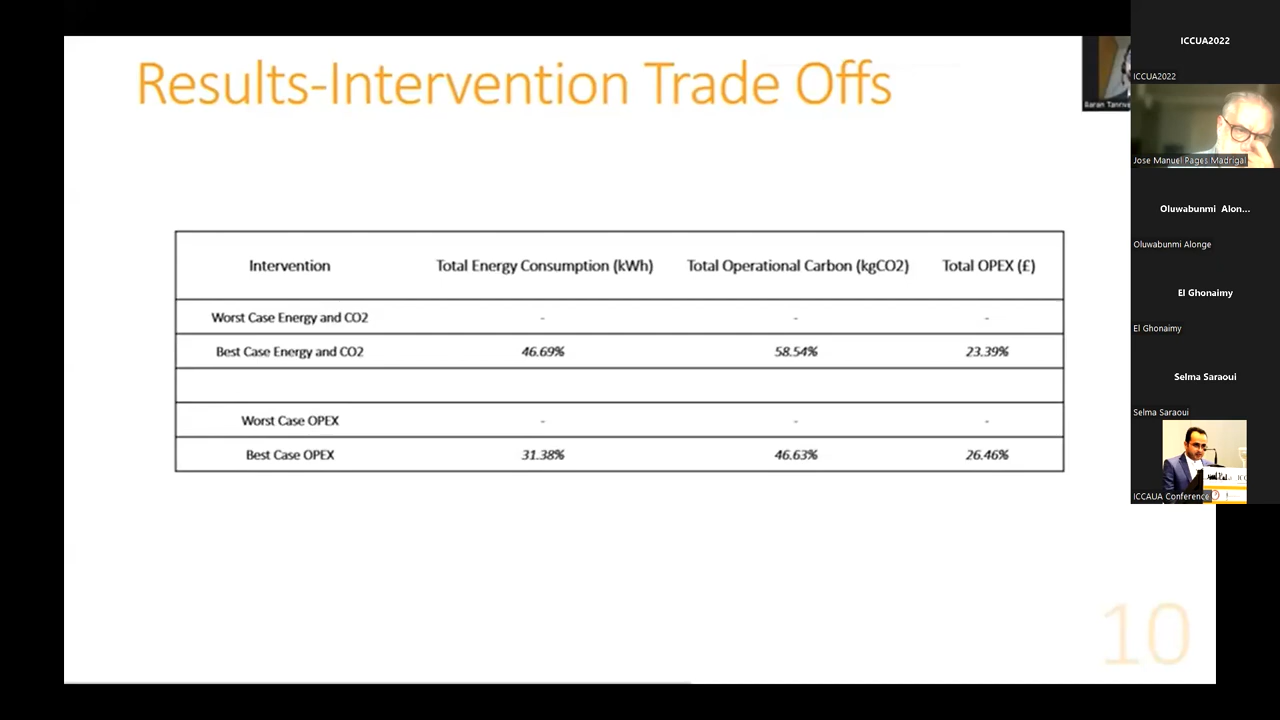 Results-Intervention Trade Offs
Intervention Total Energy Consumption (kWh) Total Operational Carbon (kgCO2) Total OPEX (£)
Worst Case Energy and CO2 - - -
Best Case Energy and CO2 46.69% 58.54% 23.39%
Worst Case OPEX - - -
Best Case OPEX 31.38% 46.63% 26.46%
10
ICCUA2022
ICCUA2022
Jose Manuel Pages Madrigal
Oluwabunmi Alon...
Oluwabunmi Alonge
El Ghonaimy
El Ghonaimy
Selma Saraoui
Selma Saraoui
ICCAUA Conference